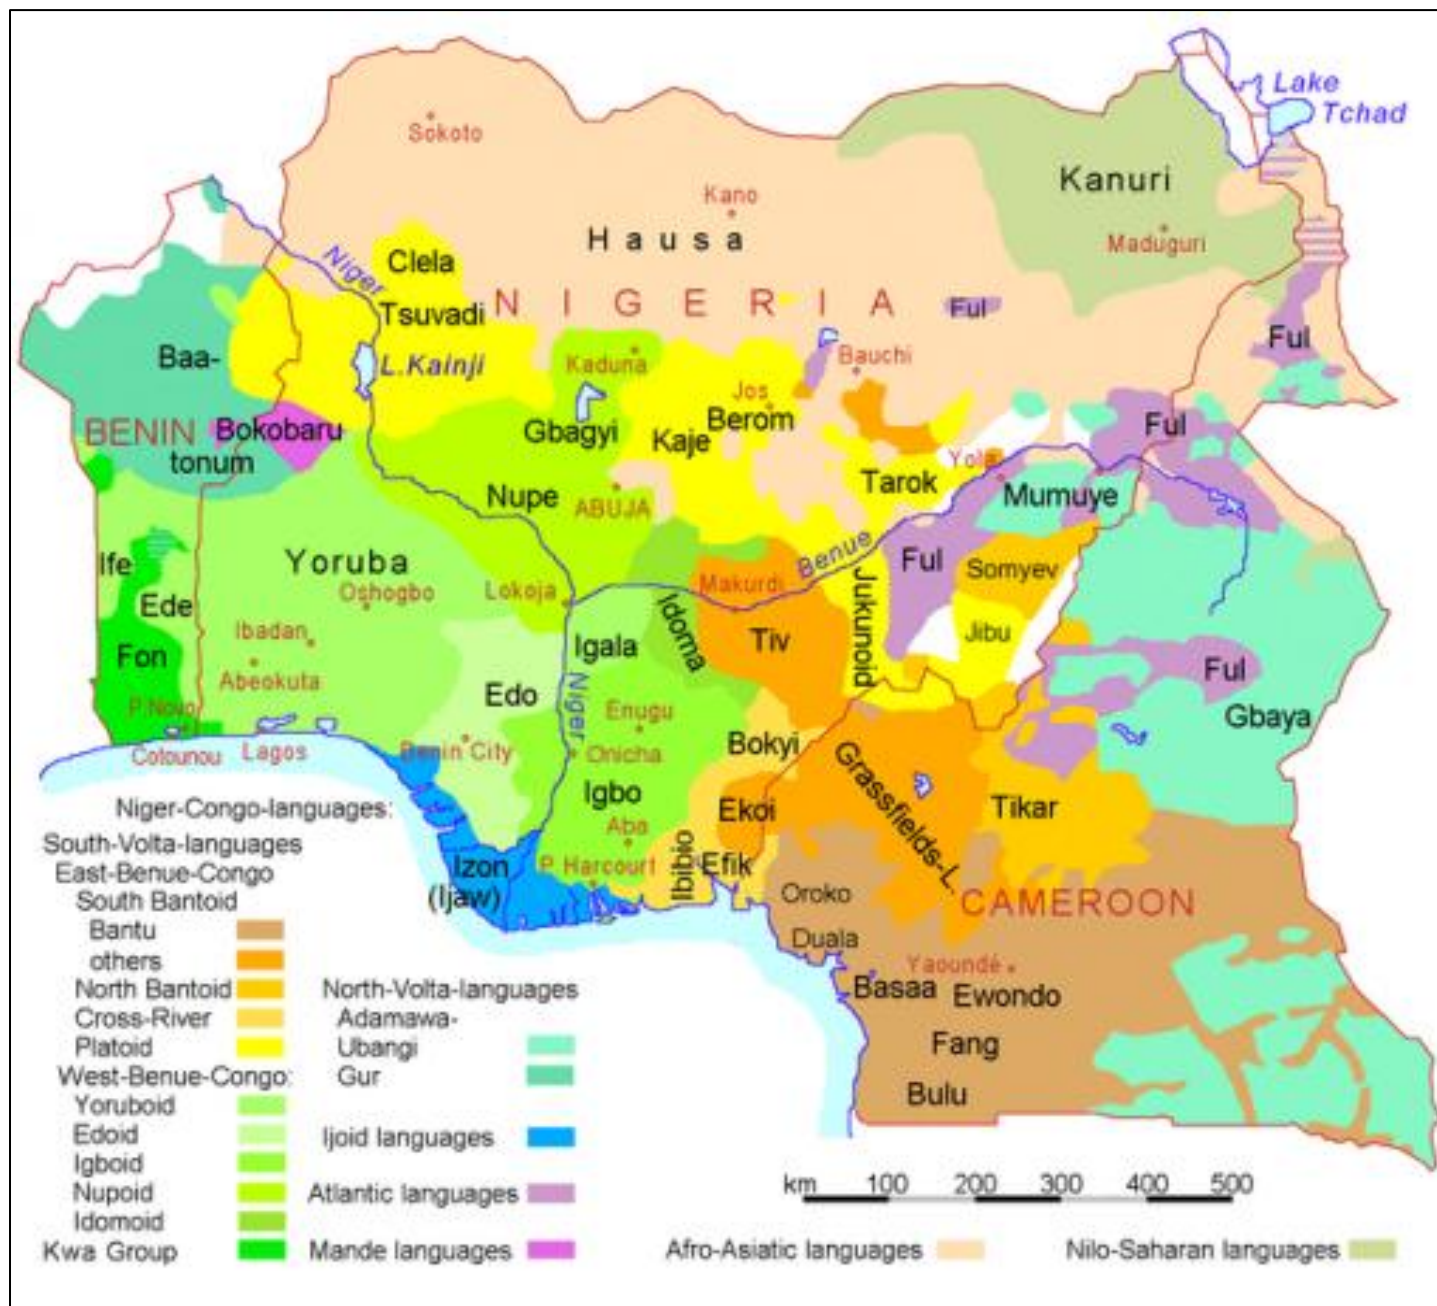 Lake
Tchad
Sokoto
Kanuri
Kano
Hausa
Maduguri
Niger
Clela
NIGERIA
Tsuvadi
Ful
Ful
Baa-
L.Kainji
Kaduna
Bauchi
Jos
BENIN
Bokobaru
Gbagyi
Kaje
Berom
Ful
tonum
Yola
Nupe
ABUJA
Tarok
Mumuye
Ife
Yoruba
Benue
Ful
Somyev
Oshogbo
Lokoja
Makurdi
Jukunoid
Ede
Idoma
Ibadan
Igala
Tiv
Jibu
Fon
Abeokuta
Edo
Niger
Ful
P.Novo
Enugu
Gbaya
Cotounou
Lagos
Benin City
Onicha
Bokyi
Grassfields-L.
Igbo
Ekoi
Tikar
Aba
Izon
(Ijaw)
P.Harcourt
Ibibio
Efik
Oroko
CAMEROON
Duala
Yaoundé
Basaa
Ewondo
Fang
Bulu
Niger-Congo-languages:
South-Volta-languages
East-Benue-Congo
South Bantoid
Bantu
others
North Bantoid
Cross-River
Platoid
West-Benue-Congo:
Yoruboid
Edoid
Igboid
Nupoid
Idomoid
Kwa Group
North-Volta-languages
Adamawa-
Ubangi
Gur
Ijoid languages
Atlantic languages
Mande languages
km 100 200 300 400 500
Afro-Asiatic languages
Nilo-Saharan languages